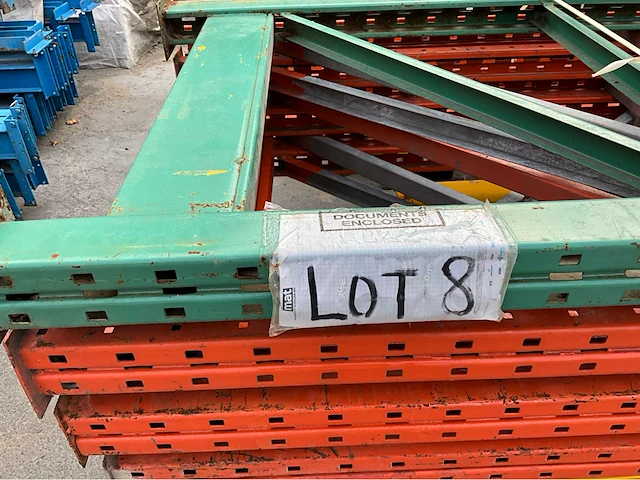 DOCUMENTS
ENCLOSED
LOT 8
mat